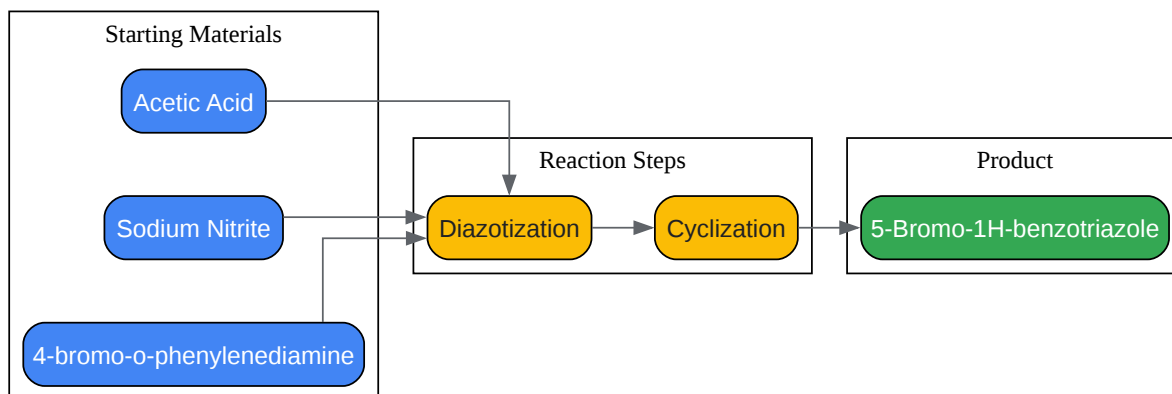 Starting Materials
Acetic Acid
Sodium Nitrite
4-bromo-o-phenylenediamine
Reaction Steps
Diazotization
Cyclization
Product
5-Bromo-1H-benzotriazole